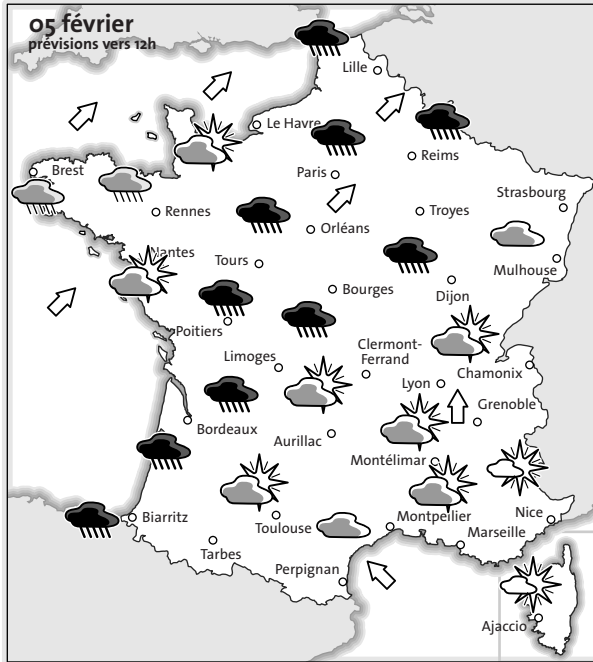 05 février
prévisions vers 12h
Lille
Le Havre
Reims
Brest
Paris
Strasbourg
Rennes
Troyes
Orléans
Nantes
Tours
Mulhouse
Bourges
Dijon
Poitiers
Clermont-
Ferrand
Limoges
Chamonix
Lyon
Grenoble
Bordeaux
Aurillac
Montélimar
Biarritz
Toulouse
Montpeilier
Nice
Marseille
Tarbes
Perpignan
Ajaccio